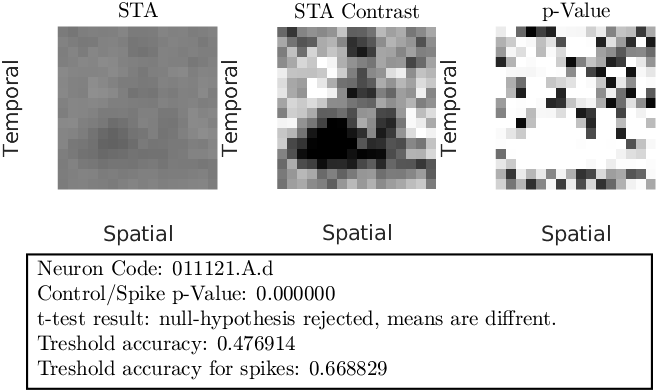 STA
STA Contrast
p-Value
Temporal
Temporal
Temporal
Spatial
Spatial
Spatial
Neuron Code: 011121.A.d
Control/Spike p-Value: 0.000000
t-test result: null-hypothesis rejected, means are diffrent.
Treshold accuracy: 0.476914
Treshold accuracy for spikes: 0.668829